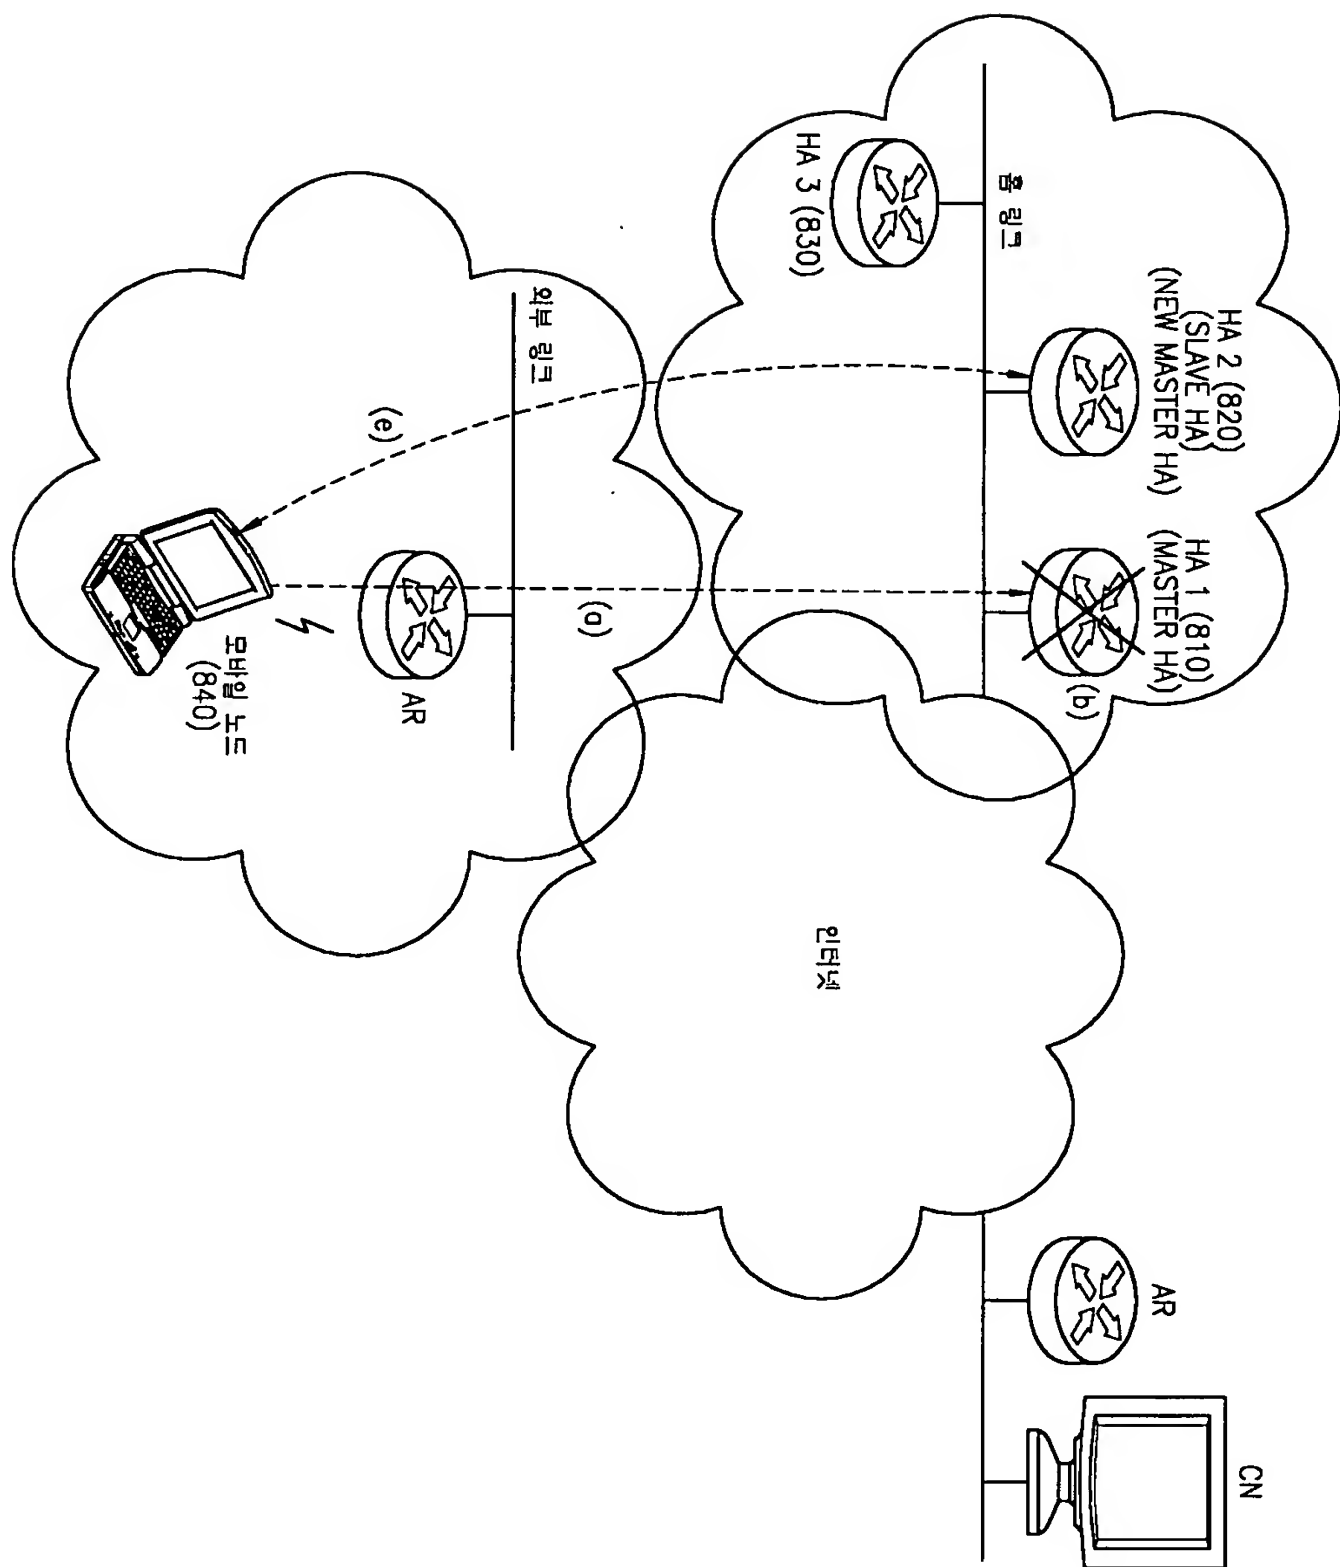 HA 2 (820)
(SLAVE HA)
(NEW MASTER HA)
HA 1 (810)
(MASTER HA)
(b)
AR
CN
홈 링크
HA 3 (830)
인터넷
외부 링크
(e)
(a)
AR
모바일 노드
(840)